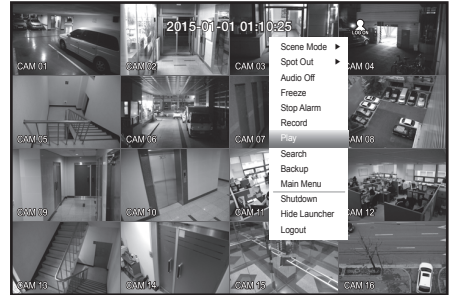 2015-01-01 01:10:25
LOG ON
CAM 01
CAM 02
CAM 03
CAM 04
Scene Mode
Spot Out
Audio Off
Freeze
Stop Alarm
Record
Play
Search
Backup
Main Menu
Shutdown
Hide Launcher
Logout
CAM 05
CAM 06
CAM 07
CAM 08
CAM 09
CAM 10
CAM 11
CAM 12
CAM 13
CAM 14
CAM 15
CAM 16